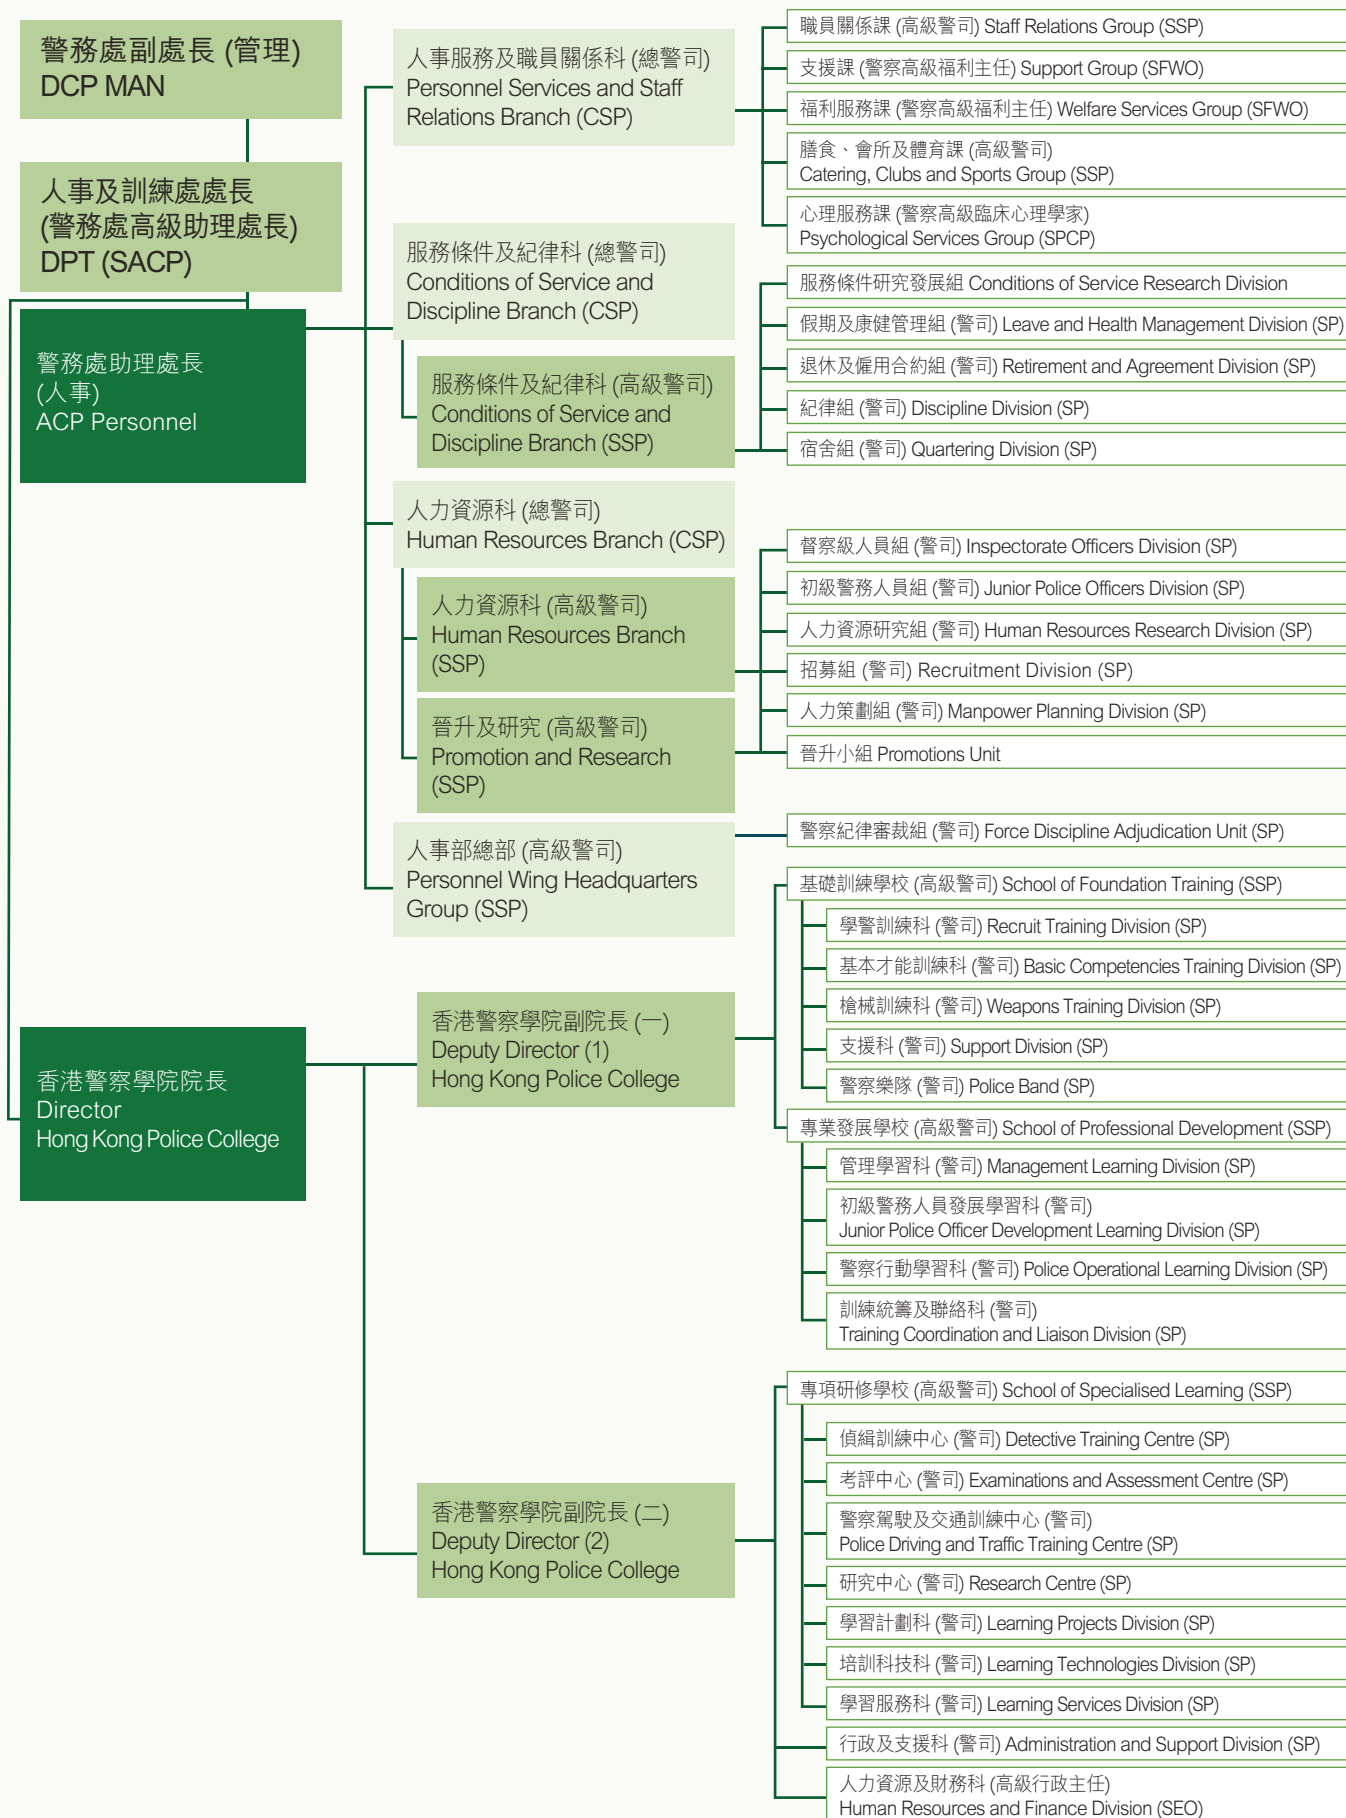 警務處副處長 (管理)
DCP MAN
人事及訓練處處長
(警務處高級助理處長)
DPT (SACP)
警務處助理處長
(人事)
ACP Personnel
人事服務及職員關係科 (總警司)
Personnel Services and Staff
Relations Branch (CSP)
職員關係課 (高級警司) Staff Relations Group (SSP)
支援課 (警察高級福利主任) Support Group (SFWO)
福利服務課 (警察高級福利主任) Welfare Services Group (SFWO)
膳食、會所及體育課 (高級警司)
Catering, Clubs and Sports Group (SSP)
心理服務課 (警察高級臨床心理學家)
Psychological Services Group (SPCP)
服務條件及紀律科 (總警司)
Conditions of Service and
Discipline Branch (CSP)
服務條件及紀律科 (高級警司)
Conditions of Service and
Discipline Branch (SSP)
服務條件研究發展組 Conditions of Service Research Division
假期及康健管理組 (警司) Leave and Health Management Division (SP)
退休及僱用合約組 (警司) Retirement and Agreement Division (SP)
紀律組 (警司) Discipline Division (SP)
宿舍組 (警司) Quartering Division (SP)
人力資源科 (總警司)
Human Resources Branch (CSP)
人力資源科 (高級警司)
Human Resources Branch
(SSP)
晉升及研究 (高級警司)
Promotion and Research
(SSP)
督察級人員組 (警司) Inspectorate Officers Division (SP)
初級警務人員組 (警司) Junior Police Officers Division (SP)
人力資源研究組 (警司) Human Resources Research Division (SP)
招募組 (警司) Recruitment Division (SP)
人力策劃組 (警司) Manpower Planning Division (SP)
晉升小組 Promotions Unit
人事部總部 (高級警司)
Personnel Wing Headquarters
Group (SSP)
警察紀律審裁組 (警司) Force Discipline Adjudication Unit (SP)
香港警察學院院長
Director
Hong Kong Police College
香港警察學院副院長 (一)
Deputy Director (1)
Hong Kong Police College
基礎訓練學校 (高級警司) School of Foundation Training (SSP)
學警訓練科 (警司) Recruit Training Division (SP)
基本才能訓練科 (警司) Basic Competencies Training Division (SP)
槍械訓練科 (警司) Weapons Training Division (SP)
支援科 (警司) Support Division (SP)
警察樂隊 (警司) Police Band (SP)
專業發展學校 (高級警司) School of Professional Development (SSP)
管理學習科 (警司) Management Learning Division (SP)
初級警務人員發展學習科 (警司)
Junior Police Officer Development Learning Division (SP)
警察行動學習科 (警司) Police Operational Learning Division (SP)
訓練統籌及聯絡科 (警司)
Training Coordination and Liaison Division (SP)
香港警察學院副院長 (二)
Deputy Director (2)
Hong Kong Police College
專項研修學校 (高級警司) School of Specialised Learning (SSP)
偵緝訓練中心 (警司) Detective Training Centre (SP)
考評中心 (警司) Examinations and Assessment Centre (SP)
警察駕駛及交通訓練中心 (警司)
Police Driving and Traffic Training Centre (SP)
研究中心 (警司) Research Centre (SP)
學習計劃科 (警司) Learning Projects Division (SP)
培訓科技科 (警司) Learning Technologies Division (SP)
學習服務科 (警司) Learning Services Division (SP)
行政及支援科 (警司) Administration and Support Division (SP)
人力資源及財務科 (高級行政主任)
Human Resources and Finance Division (SEO)